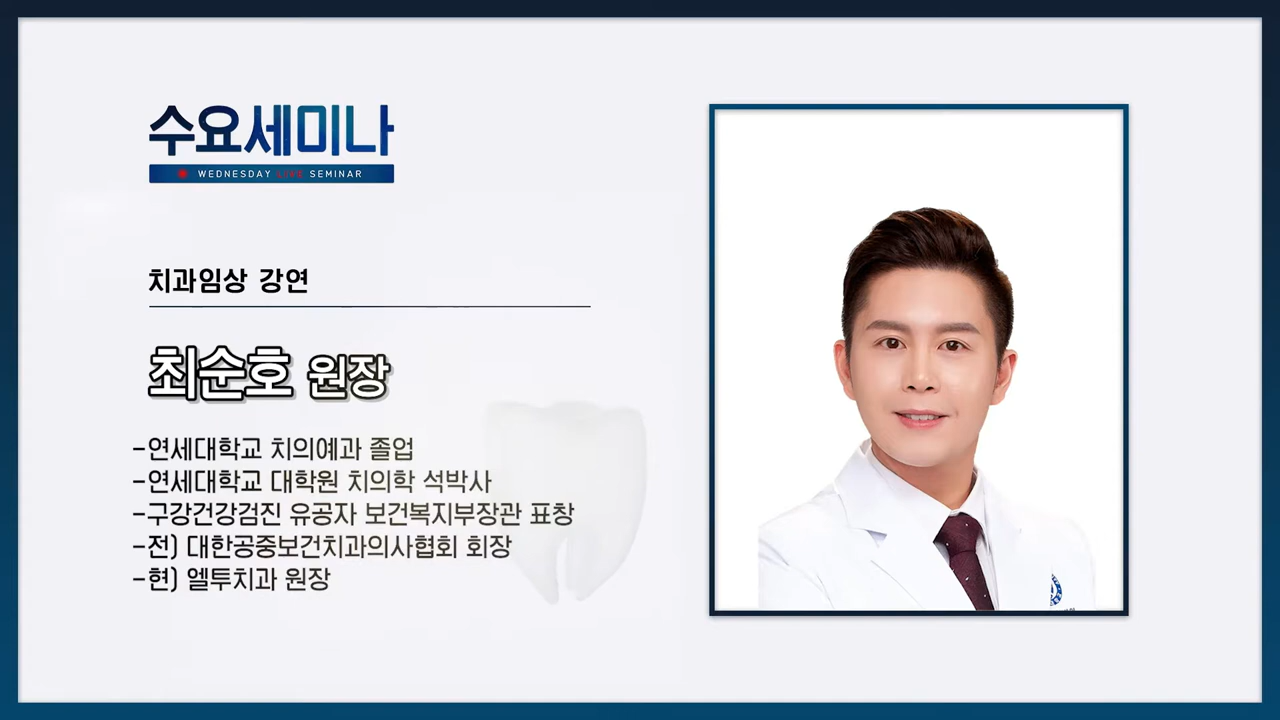 수요세미나
WEDNESDAY LIVE SEMINAR
치과임상 강연
최순호 원장
-연세대학교 치의예과 졸업
-연세대학교 대학원 치의학 석박사
-구강건강검진 유공자 보건복지부장관 표창
-전) 대한공중보건치과의사협회 회장
-현) 엘투치과 원장